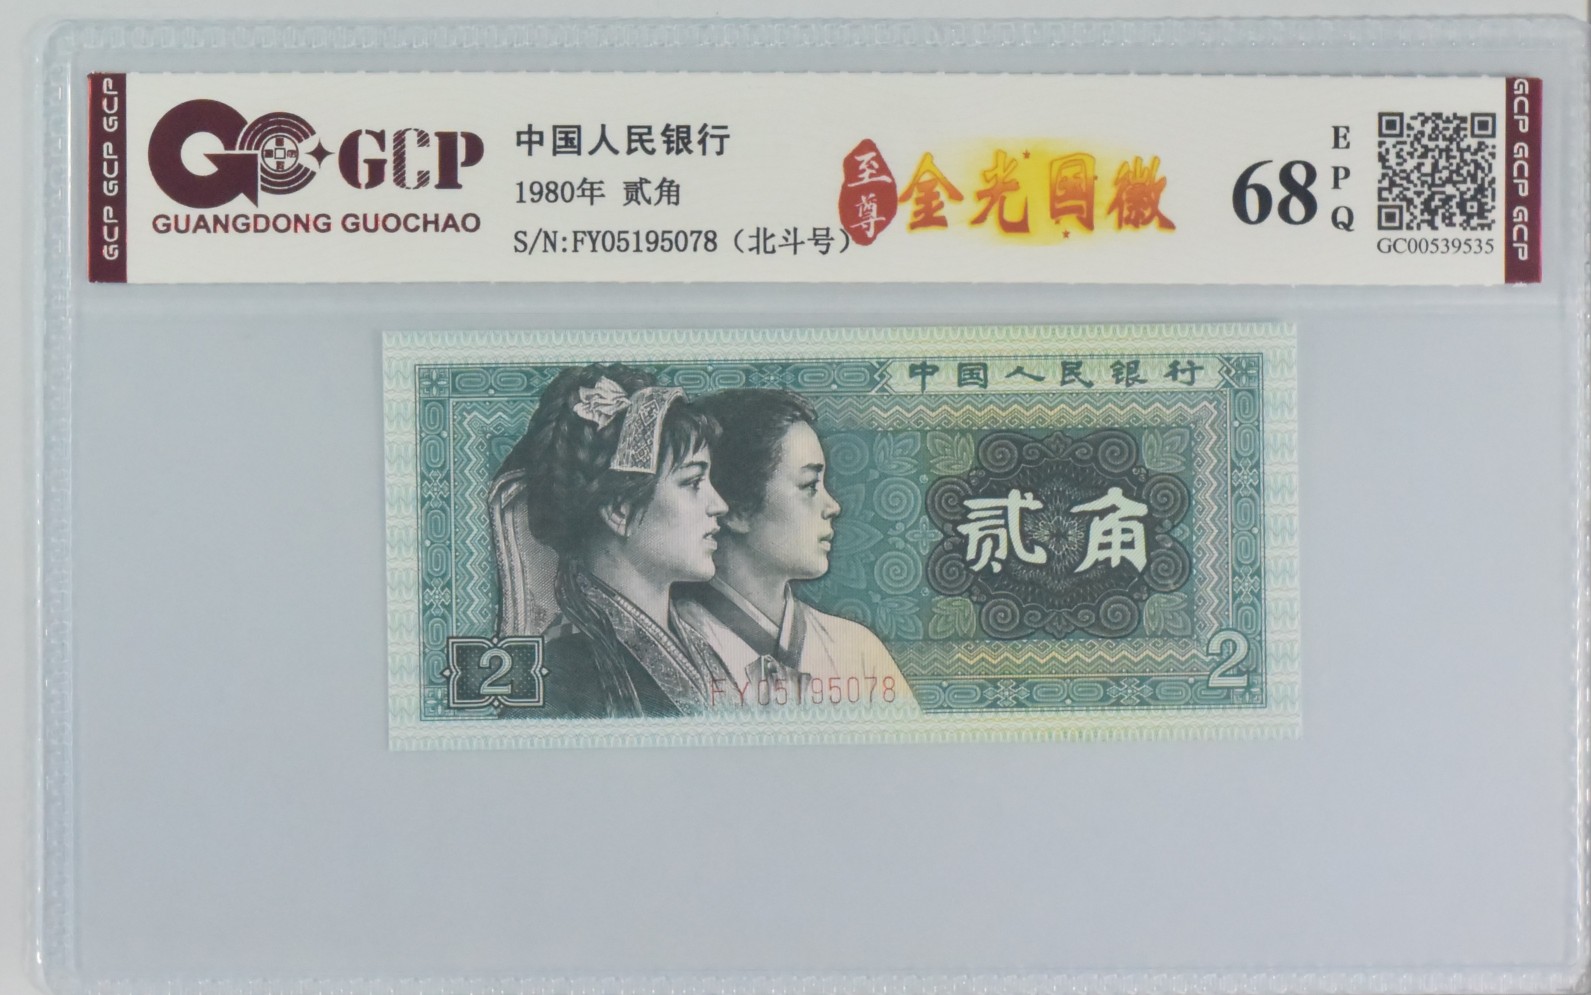 GCP GCP GCP
GCP
GUANGDONG GUOCHAO
中国人民银行
1980年 贰角
S/N:FY05195078（北斗号）
至尊
金光国徽
68
EPQ
GC00539535
GCP GCP GCP
中国人民银行
贰角
2
2
FY05195078